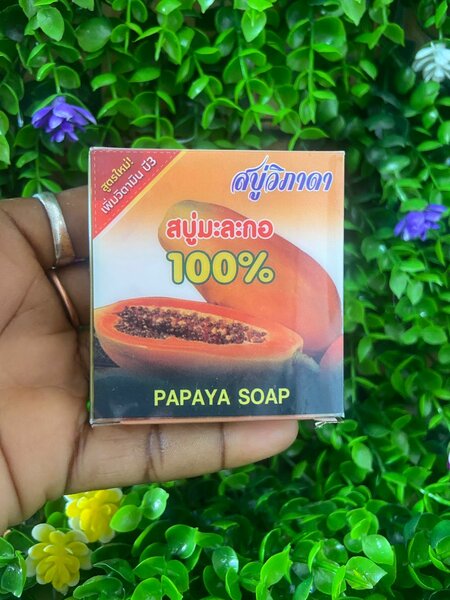 สูตรใหม่!
เพิ่มวิตามิน บี3
สบู่วิภาดา
สบู่มะละกอ
100%
PAPAYA SOAP